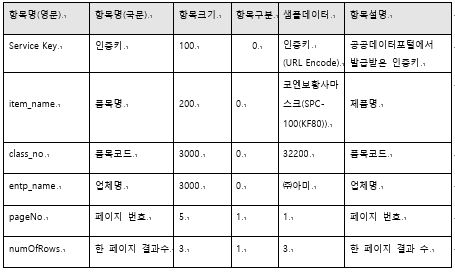 항목명(영문) 항목명(국문) 항목크기 항목구분 샘플데이터 항목설명
Service Key 인증키 100 0 인증키 (URL Encode) 공공데이터포털에서 발급받은 인증키
item_name 품목명 200 0 코엔보황사마스크(SPC-100(KF80)) 제품명
class_no 품목코드 3000 0 32200 품목코드
entp_name 업체명 3000 0 ㈜아미 업체명
pageNo 페이지 번호 5 1 1 페이지 번호
numOfRows 한 페이지 결과수 3 1 3 한 페이지 결과 수